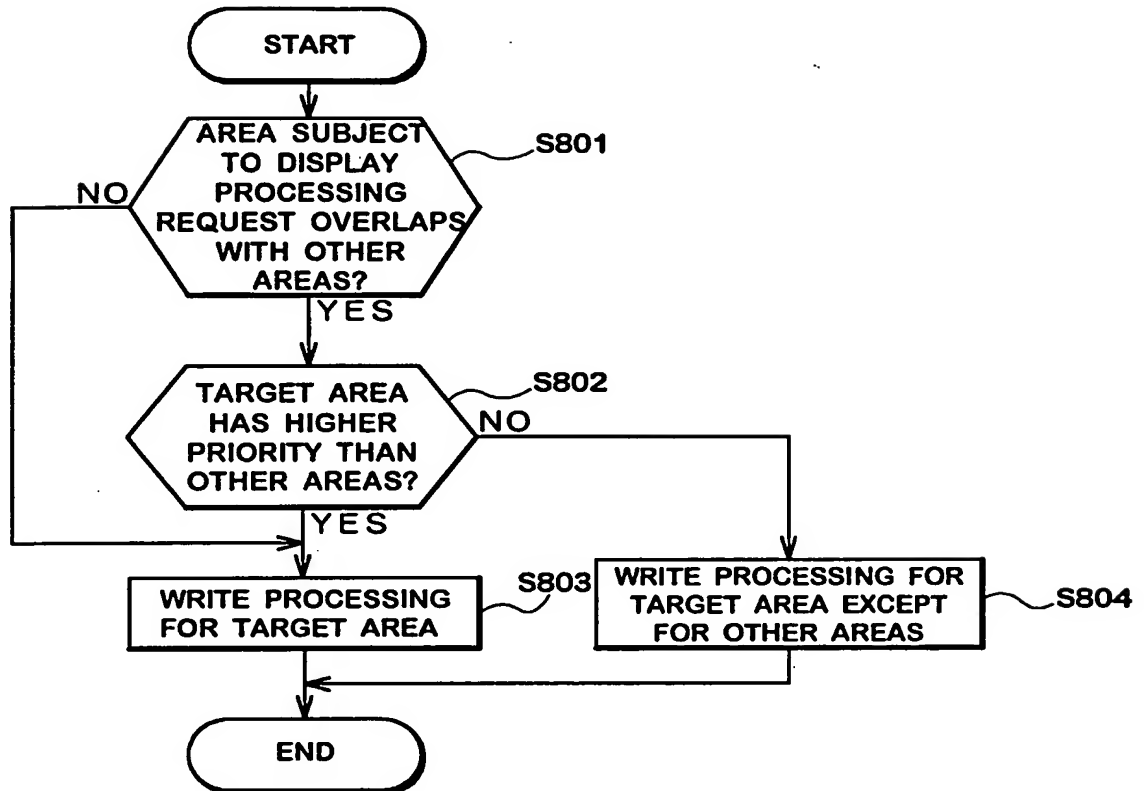 START
AREA SUBJECT
TO DISPLAY
PROCESSING
REQUEST OVERLAPS
WITH OTHER
AREAS?
S801
NO
YES
TARGET AREA
HAS HIGHER
PRIORITY THAN
OTHER AREAS?
S802
NO
YES
WRITE PROCESSING
FOR TARGET AREA
S803
WRITE PROCESSING FOR
TARGET AREA EXCEPT
FOR OTHER AREAS
S804
END